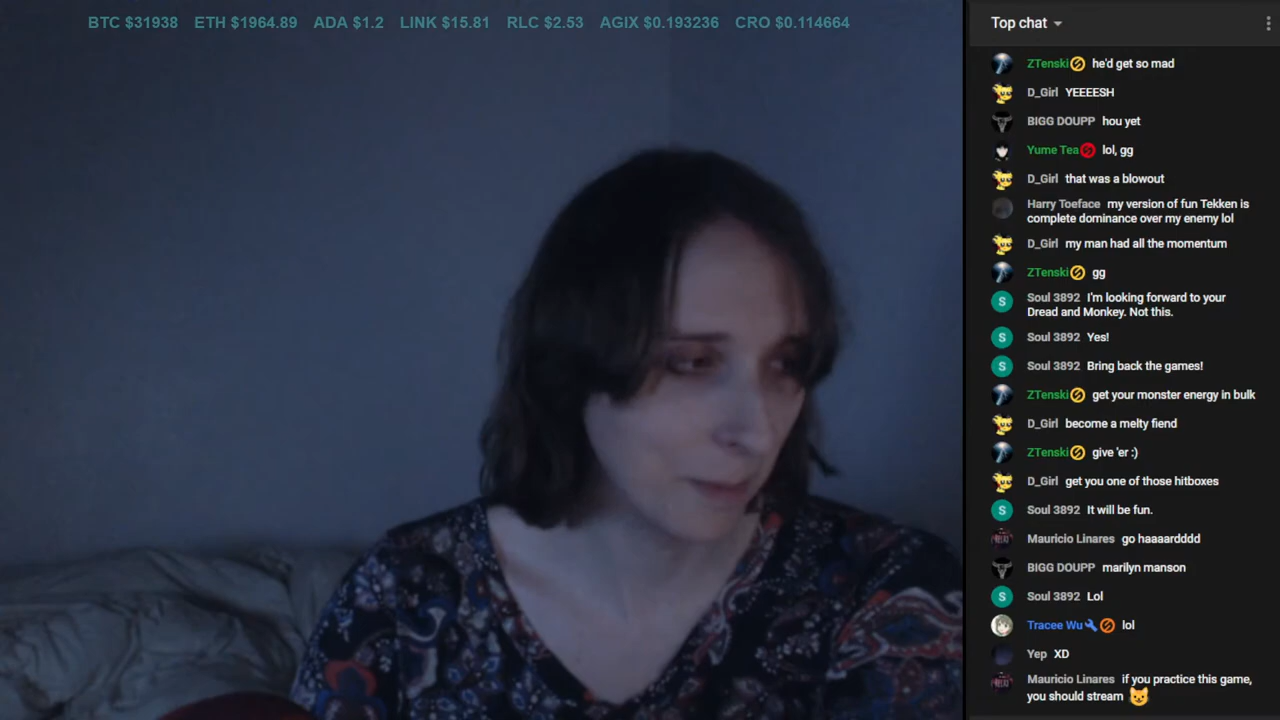 BTC $31938 ETH $1964.89 ADA $1.2 LINK $15.81 RLC $2.53 AGIX $0.193236 CRO $0.114664
Top chat
ZTenski he'd get so mad
D_Girl YEEEESH
BIGG DOUPP hou yet
Yume Tea lol, gg
D_Girl that was a blowout
Harry Toeface my version of fun Tekken is
complete dominance over my enemy lol
D_Girl my man had all the momentum
ZTenski gg
S Soul 3892 I'm looking forward to your
Dread and Monkey. Not this.
S Soul 3892 Yes!
S Soul 3892 Bring back the games!
ZTenski get your monster energy in bulk
D_Girl become a melty fiend
ZTenski give 'er :)
D_Girl get you one of those hitboxes
S Soul 3892 It will be fun.
Mauricio Linares go haaaardddd
BIGG DOUPP marilyn manson
S Soul 3892 Lol
Tracee Wu lol
Yep XD
Mauricio Linares if you practice this game,
you should stream